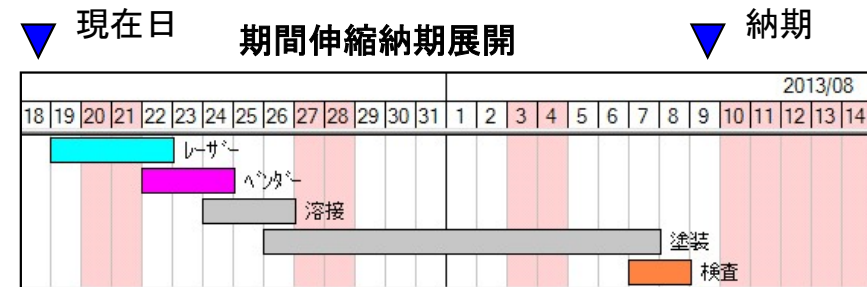 現在日
納期
期間伸縮納期展開
2013/08
18 19 20 21 22 23 24 25 26 27 28 29 30 31 1 2 3 4 5 6 7 8 9 10 11 12 13 14
ﾚｰｻﾞｰ
ﾍﾞﾝﾀﾞｰ
溶接
塗装
検査